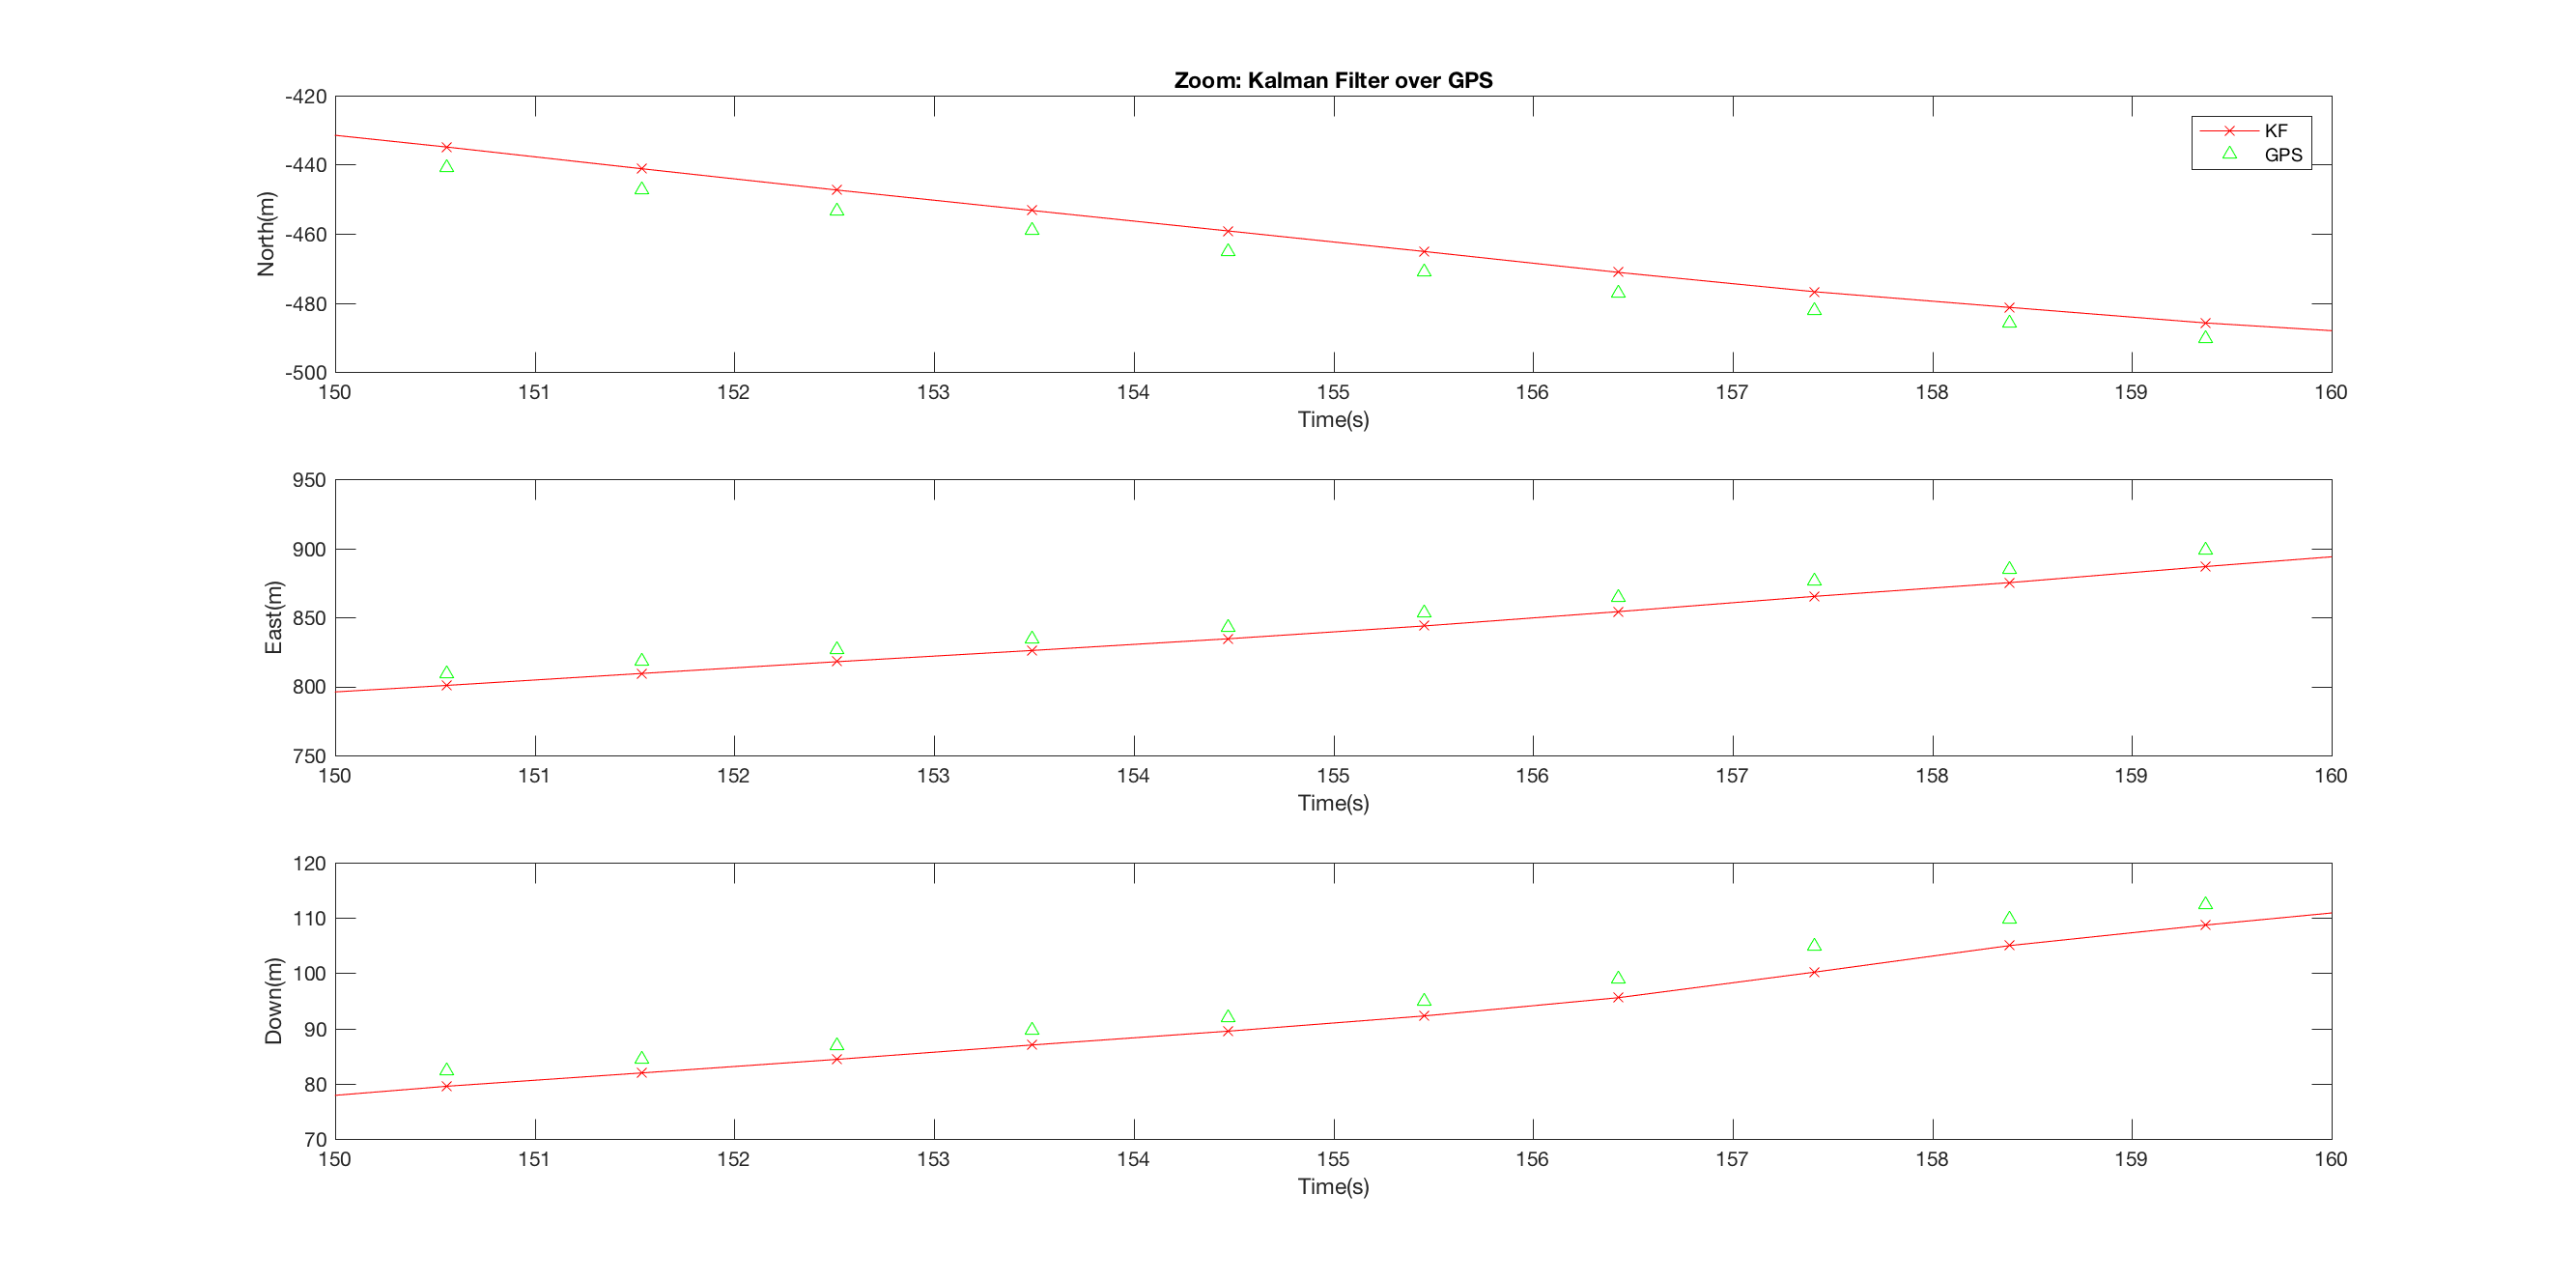 Zoom: Kalman Filter over GPS
-420
-440
-460
-480
-500
North(m)
KF
GPS
150 151 152 153 154 155 156 157 158 159 160
Time(s)
950
900
850
800
750
East(m)
150 151 152 153 154 155 156 157 158 159 160
Time(s)
120
110
100
90
80
70
Down(m)
150 151 152 153 154 155 156 157 158 159 160
Time(s)